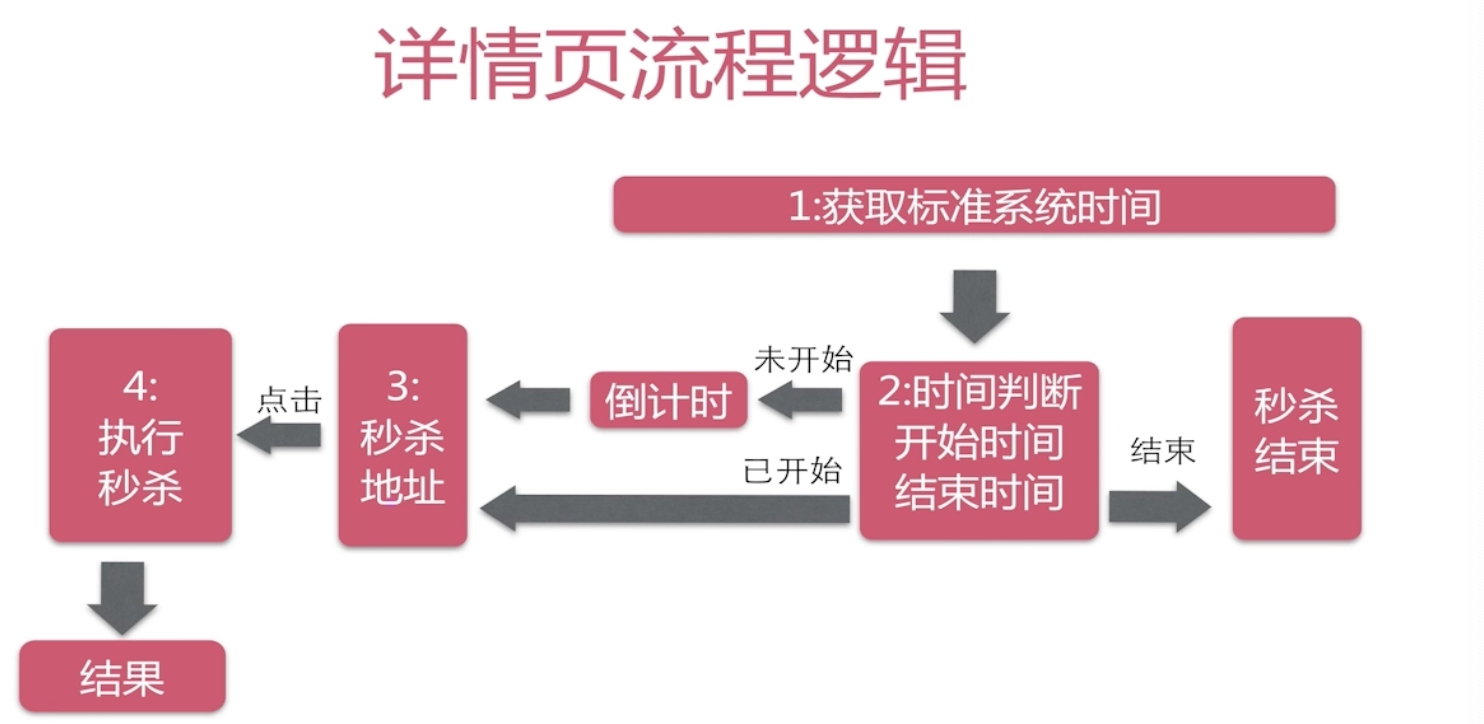 详情页流程逻辑
1:获取标准系统时间
未开始
倒计时
2:时间判断
开始时间
结束时间
结束
秒杀
结束
已开始
3:
秒杀
地址
点击
4:
执行
秒杀
结果